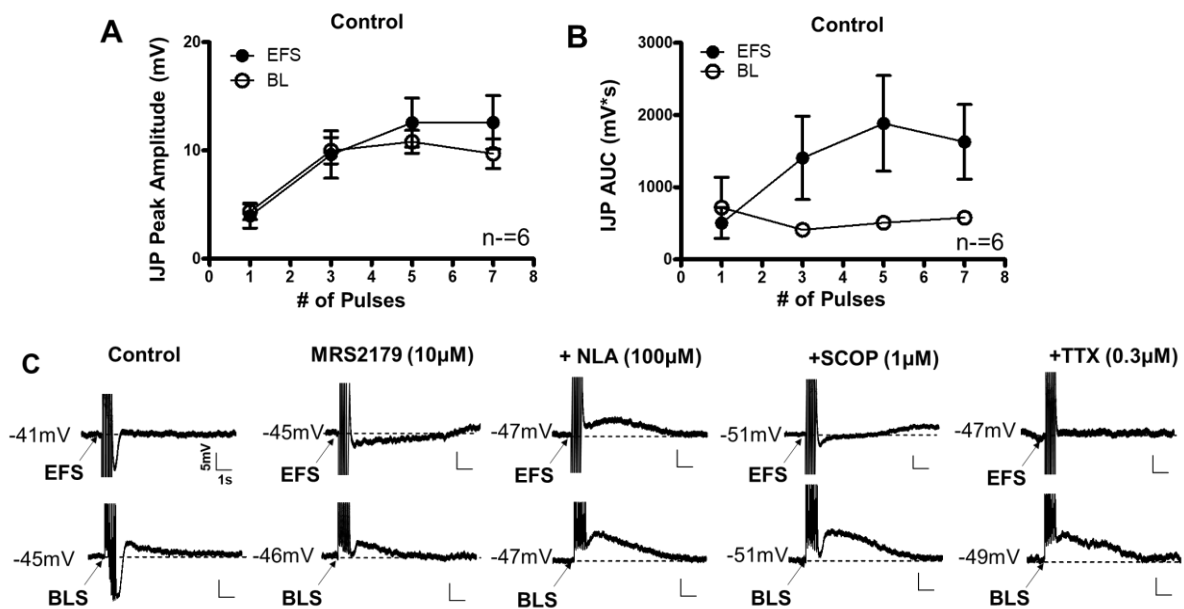 A
Control
IJP Peak Amplitude (mV)
20
10
0
EFS
BL
n-=6
0 1 2 3 4 5 6 7 8
# of Pulses
B
Control
IJP AUC (mV*s)
3000
2000
1000
0
EFS
BL
n-=6
0 1 2 3 4 5 6 7 8
# of Pulses
C
Control
MRS2179 (10µM)
+ NLA (100µM)
+SCOP (1µM)
+TTX (0.3µM)
-41mV
EFS
5mV
1s
-45mV
EFS
-47mV
EFS
-51mV
EFS
-47mV
EFS
-45mV
BLS
-46mV
BLS
-47mV
BLS
-51mV
BLS
-49mV
BLS